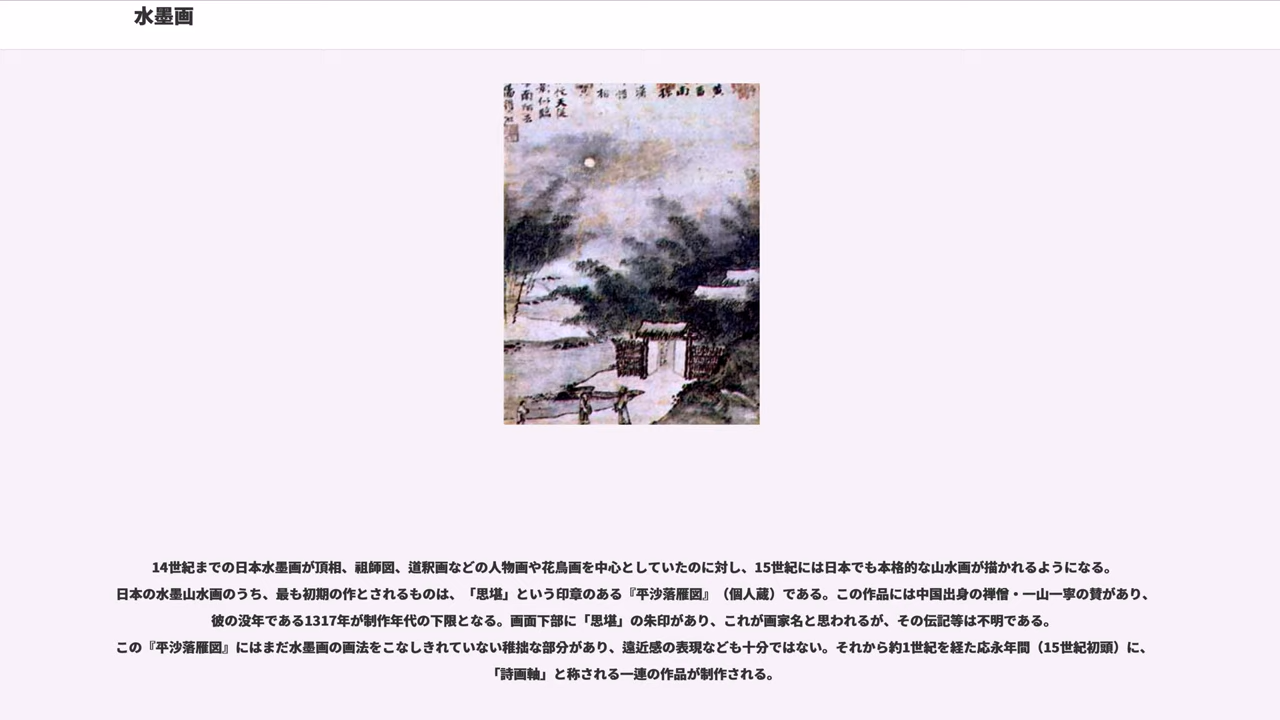 水墨画
14世紀までの日本水墨画が頂相、祖師図、道釈画などの人物画や花鳥画を中心としていたのに対し、15世紀には日本でも本格的な山水画が描かれるようになる。
日本の水墨山水画のうち、最も初期の作とされるものは、「思堪」という印章のある『平沙落雁図』（個人蔵）である。この作品には中国出身の禅僧・一山一寧の賛があり、
彼の没年である1317年が制作年代の下限となる。画面下部に「思堪」の朱印があり、これが画家名と思われるが、その伝記等は不明である。
この『平沙落雁図』にはまだ水墨画の画法をこなしきれていない稚拙な部分があり、遠近感の表現なども十分ではない。それから約1世紀を経た応永年間（15世紀初頭）に、
「詩画軸」と称される一連の作品が制作される。